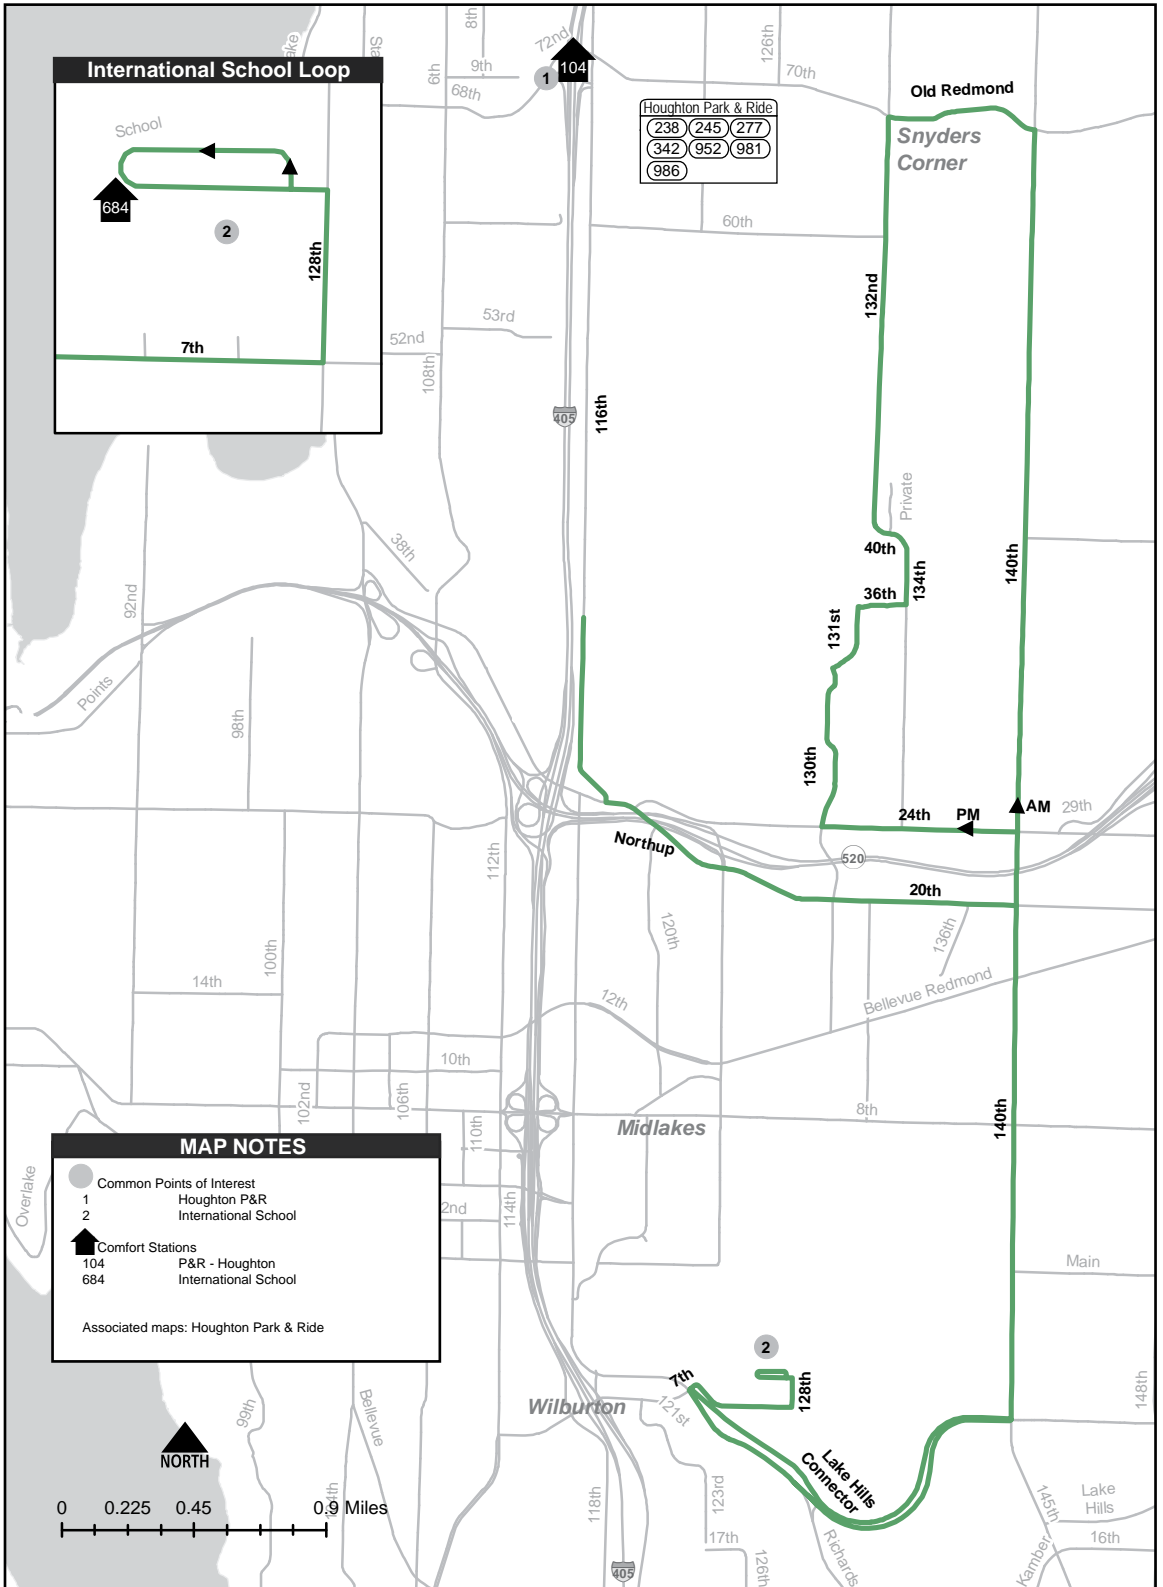 8th
72nd
126th
Sta
ake
9th
6th
68th
1
104
70th
International School Loop
School
684
2
128th
7th
Houghton Park & Ride
238 245 277
342 952 981
986
Old Redmond
Snyders
Corner
60th
132nd
53rd
52nd
108th
405
116th
Private
40th
134th
36th
131st
140th
38th
92nd
Points
98th
130th
24th
PM
AM
29th
Northup
520
112th
20th
120th
136th
100th
14th
12th
Bellevue Redmond
10th
102nd
106th
8th
110th
Midlakes
140th
MAP NOTES
Common Points of Interest
1 Houghton P&R
2 International School
Comfort Stations
104 P&R - Houghton
684 International School
Associated maps: Houghton Park & Ride
Overlake
2nd
114th
Main
2
7th
128th
121st
Wilburton
148th
99th
Bellevue
NORTH
Lake Hills
Connector
0 0.225 0.45 0.9 Miles
118th
123rd
17th
126th
Richards
145th
Lake
Hills
16th
Kamber
405